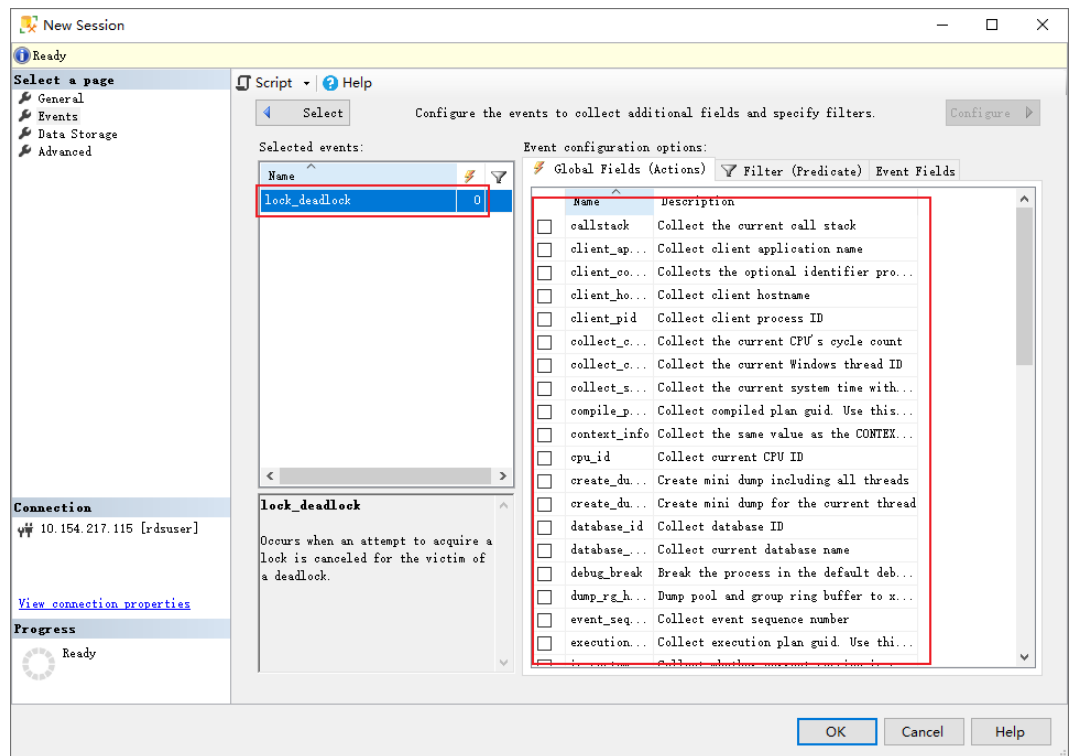 New Session
Ready
Select a page
General
Events
Data Storage
Advanced
Script
Help
Select
Configure the events to collect additional fields and specify filters.
Configure
Selected events:
Name
lock_deadlock 0
lock_deadlock
Occurs when an attempt to acquire a
lock is canceled for the victim of
a deadlock.
Event configuration options:
Global Fields (Actions) Filter (Predicate) Event Fields
Name Description
callstack Collect the current call stack
client_ap... Collect client application name
client_co... Collects the optional identifier pro...
client_ho... Collect client hostname
client_pid Collect client process ID
collect_c... Collect the current CPU's cycle count
collect_c... Collect the current Windows thread ID
collect_s... Collect the current system time with...
compile_p... Collect compiled plan guid. Use this...
context_info Collect the same value as the CONTEX...
cpu_id Collect current CPU ID
create_du... Create mini dump including all threads
create_du... Create mini dump for the current thread
database_id Collect database ID
database_... Collect current database name
debug_break Break the process in the default deb...
dump_rg_h... Dump pool and group ring buffer to x...
event_seq... Collect event sequence number
execution... Collect execution plan guid. Use thi...
Connection
10.154.217.115 [rdsuser]
View connection properties
Progress
Ready
OK
Cancel
Help